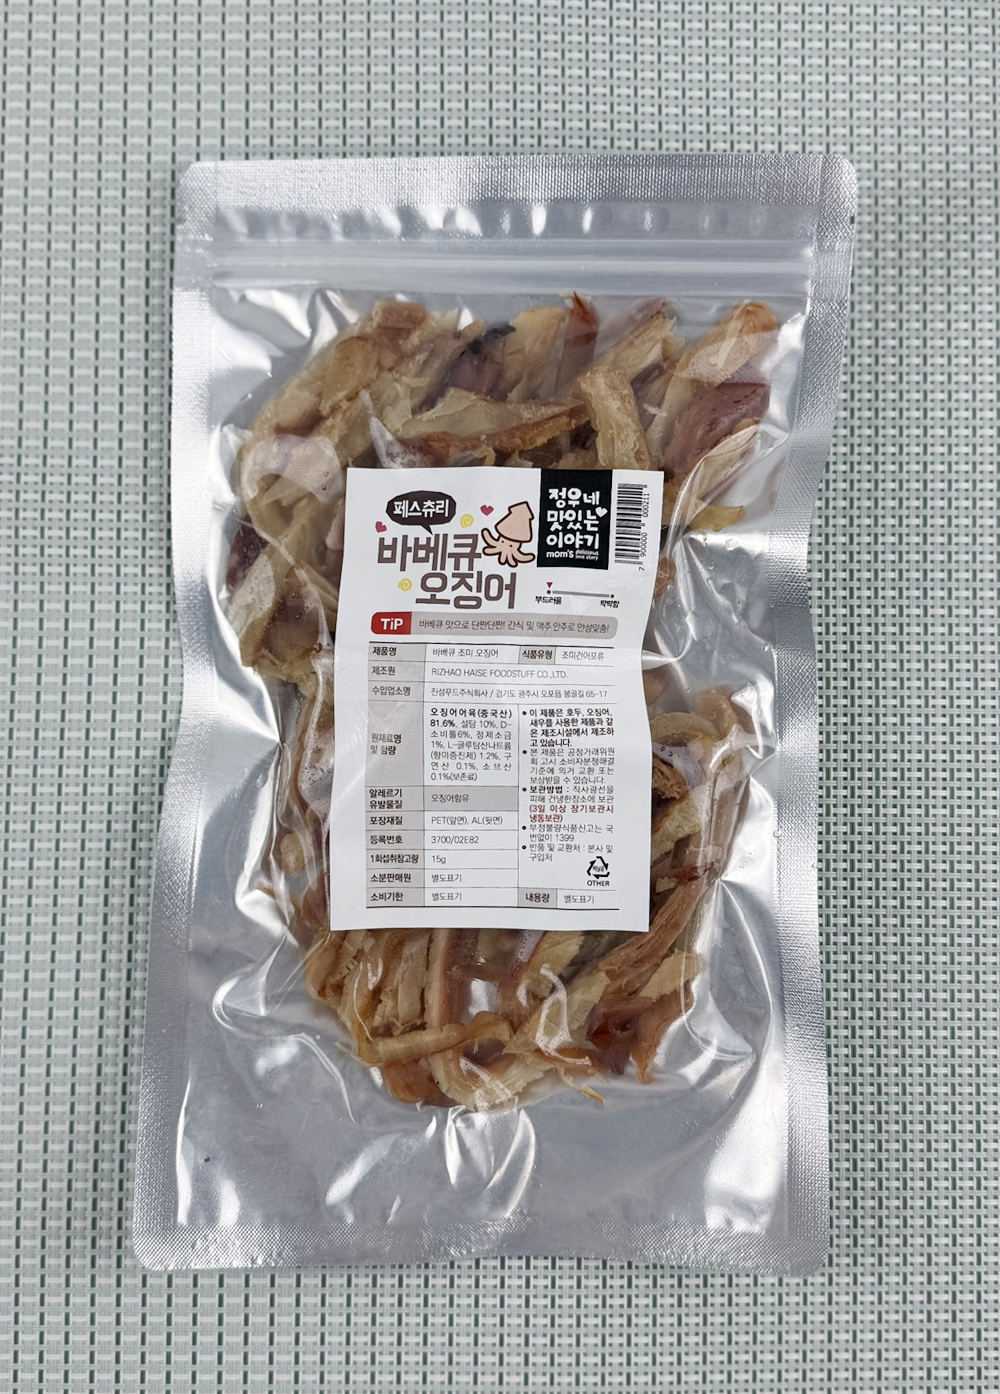 페스츄리
바베큐
오징어
정우네
맛있는
이야기
mom's delicious love story
7 90000 000211
부드러움 딱딱함
TiP 바베큐 맛으로 단짠단짠! 간식 및 맥주 안주로 안성맞춤!
제품명 바베큐 조미 오징어 식품유형 조미건어포류
제조원 RIZHAO HAISE FOODSTUFF CO.,LTD.
수입업소명 진성푸드주식회사 / 경기도 광주시 오포읍 봉골길 65-17
원재료명
및 함량
오징어어육(중국산)
81.6%, 설탕 10%, D-
소비톨6%, 정제소금
1%, L-글루탐산나트륨
(향미증진제) 1.2%, 구
연산 0.1%, 소브산
0.1%(보존료)
알레르기
유발물질
오징어함유
포장재질 PET(앞면), AL(뒷면)
등록번호 3700/02E82
1회섭취참고량 15g
소분판매원 별도표기
소비기한 별도표기 내용량 별도표기
● 이 제품은 호두, 오징어,
새우를 사용한 제품과 같
은 제조시설에서 제조하
고 있습니다.
● 본 제품은 공정거래위원
회 고시 소비자분쟁해결
기준에 의거 교환 또는
보상받을 수 있습니다.
● 보관방법 : 직사광선을
피해 건냉한장소에 보관
(3일 이상 장기보관시
냉동보관)
● 부정불량식품신고는 국
번없이 1399
● 반품 및 교환처 : 본사 및
구입처
OTHER